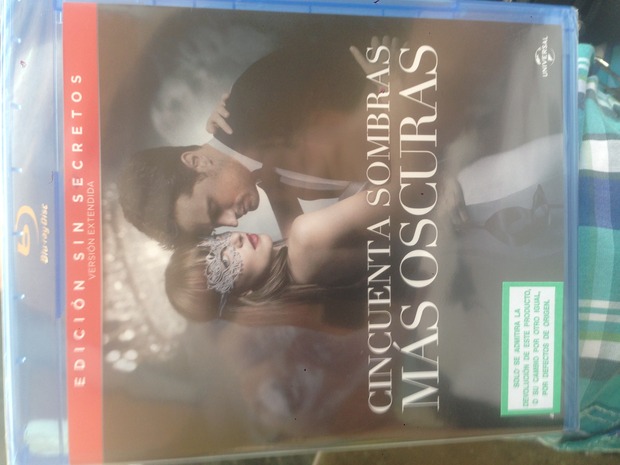 Blu-ray Disc
EDICIÓN SIN SECRETOS
VERSIÓN EXTENDIDA
CINCUENTA SOMBRAS
MÁS OSCURAS
SOLO SE ADMITIRA LA
DEVOLUCION DE ESTE PRODUCTO,
O SU CAMBIO POR OTRO IGUAL,
POR DEFECTOS DE ORIGEN.
UNIVERSAL